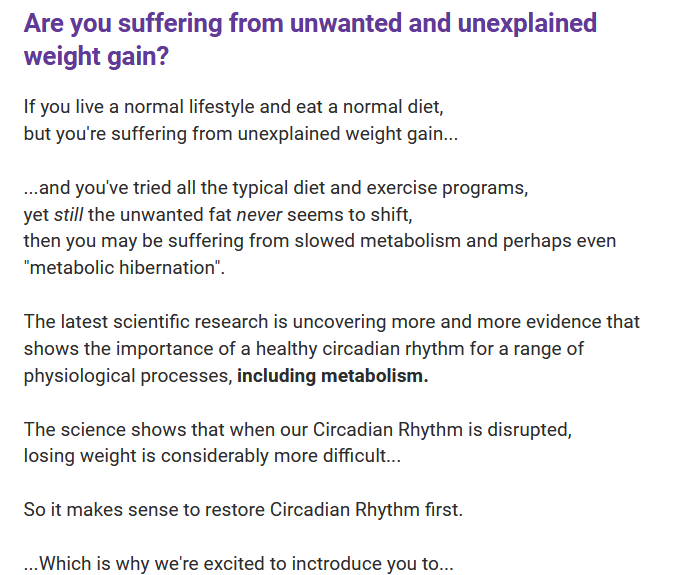 Are you suffering from unwanted and unexplained
weight gain?
If you live a normal lifestyle and eat a normal diet,
but you're suffering from unexplained weight gain...
...and you've tried all the typical diet and exercise programs,
yet still the unwanted fat never seems to shift,
then you may be suffering from slowed metabolism and perhaps even
"metabolic hibernation".
The latest scientific research is uncovering more and more evidence that
shows the importance of a healthy circadian rhythm for a range of
physiological processes, including metabolism.
The science shows that when our Circadian Rhythm is disrupted,
losing weight is considerably more difficult...
So it makes sense to restore Circadian Rhythm first.
...Which is why we're excited to inctroduce you to...